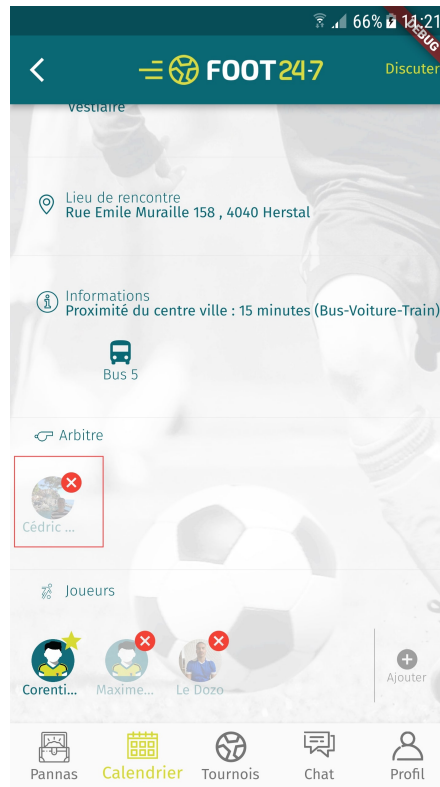 66% 11:21
DEBUG
FOOT24-7
Discuter
Vestiaire
Lieu de rencontre
Rue Emile Muraille 158 , 4040 Herstal
Informations
Proximité du centre ville : 15 minutes (Bus-Voiture-Train)
Bus 5
Arbitre
Cédric ...
Joueurs
Corenti... Maxime... Le Dozo
Ajouter
Pannas Calendrier Tournois Chat Profil